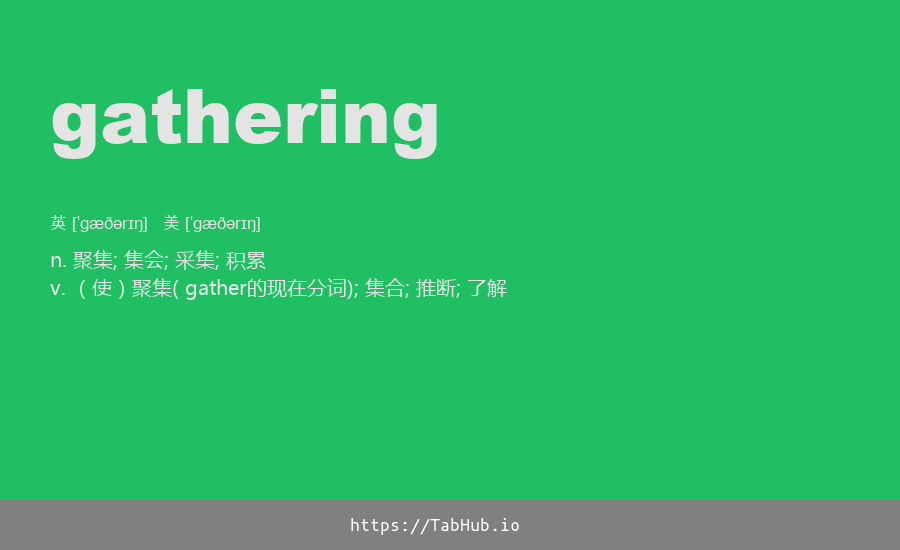 gathering
英 [ˈɡæðərɪŋ]   美 [ˈɡæðərɪŋ]
n. 聚集; 集会; 采集; 积累
v. （使）聚集( gather的现在分词); 集合; 推断; 了解
https://TabHub.io